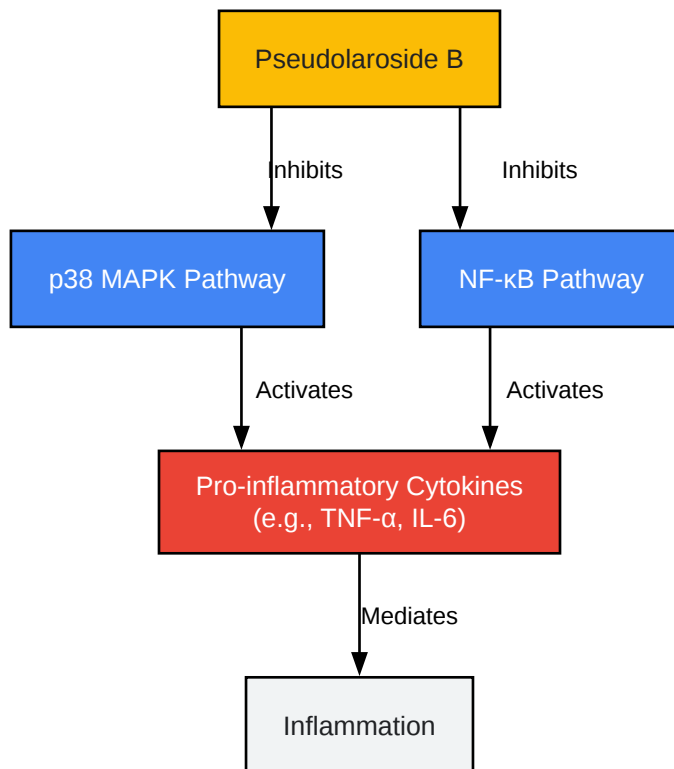 Pseudolaroside B
Inhibits
Inhibits
p38 MAPK Pathway
NF-κB Pathway
Activates
Activates
Pro-inflammatory Cytokines
(e.g., TNF-α, IL-6)
Mediates
Inflammation